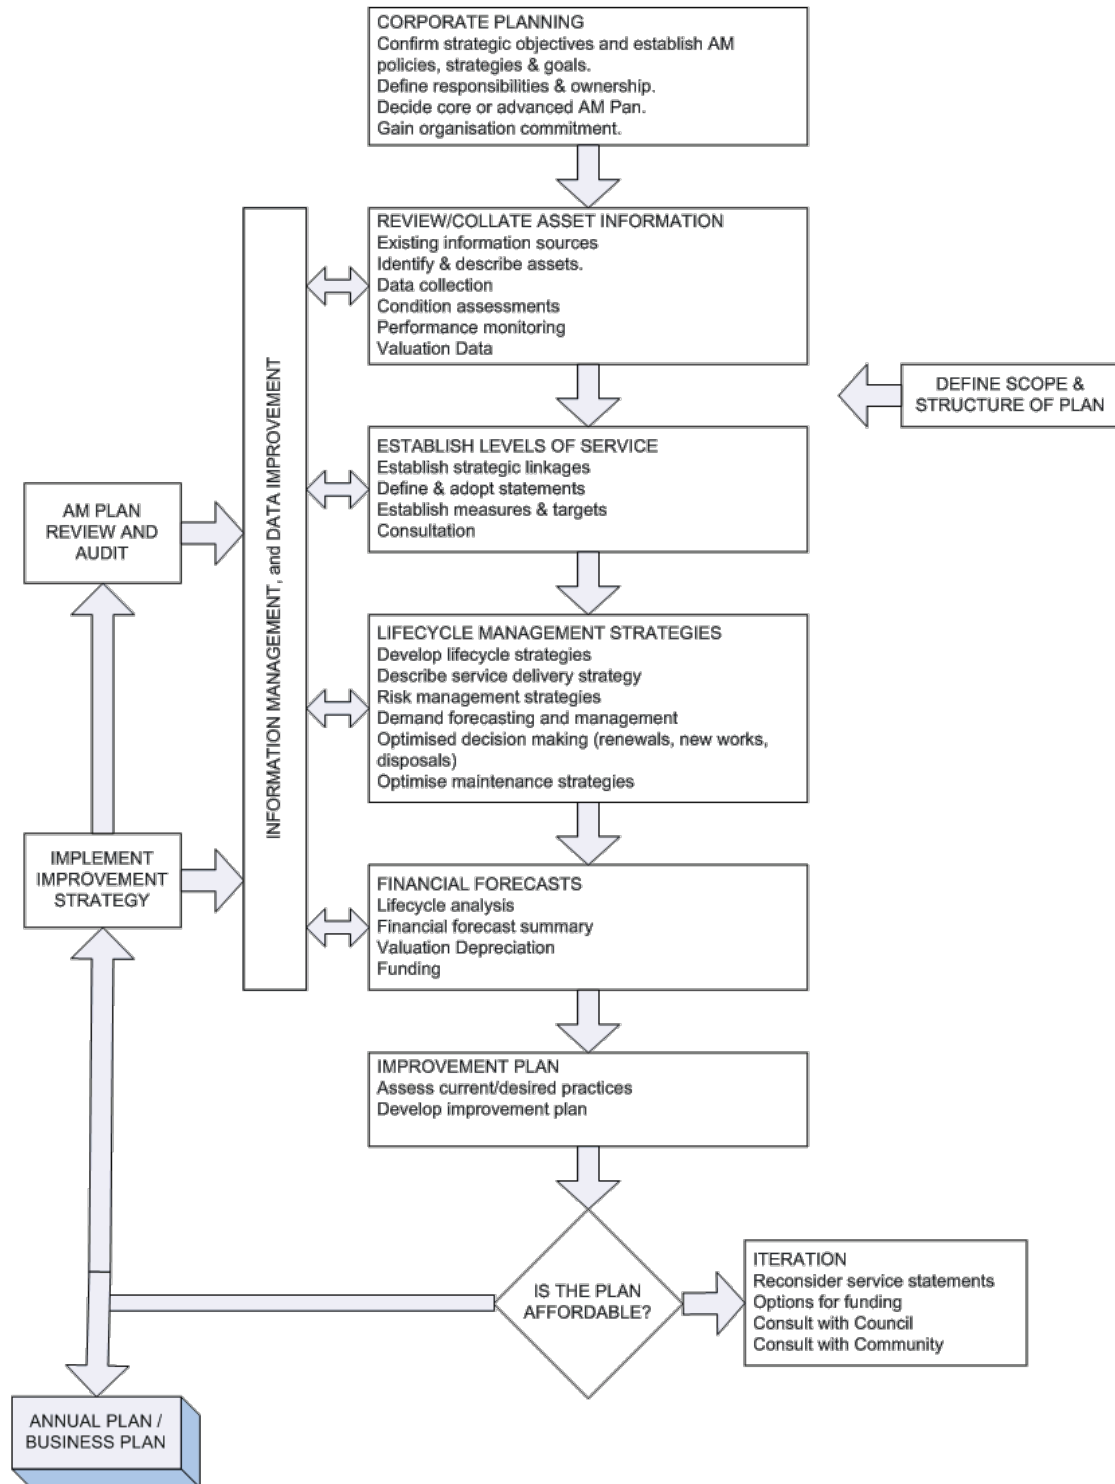 CORPORATE PLANNING
Confirm strategic objectives and establish AM
policies, strategies & goals.
Define responsibilities & ownership.
Decide core or advanced AM Pan.
Gain organisation commitment.
REVIEW/COLLATE ASSET INFORMATION
Existing information sources
Identify & describe assets.
Data collection
Condition assessments
Performance monitoring
Valuation Data
DEFINE SCOPE &
STRUCTURE OF PLAN
INFORMATION MANAGEMENT, and DATA IMPROVEMENT
ESTABLISH LEVELS OF SERVICE
Establish strategic linkages
Define & adopt statements
Establish measures & targets
Consultation
AM PLAN
REVIEW AND
AUDIT
LIFECYCLE MANAGEMENT STRATEGIES
Develop lifecycle strategies
Describe service delivery strategy
Risk management strategies
Demand forecasting and management
Optimised decision making (renewals, new works,
disposals)
Optimise maintenance strategies
IMPLEMENT
IMPROVEMENT
STRATEGY
FINANCIAL FORECASTS
Lifecycle analysis
Financial forecast summary
Valuation Depreciation
Funding
IMPROVEMENT PLAN
Assess current/desired practices
Develop improvement plan
IS THE PLAN
AFFORDABLE?
ITERATION
Reconsider service statements
Options for funding
Consult with Council
Consult with Community
ANNUAL PLAN /
BUSINESS PLAN